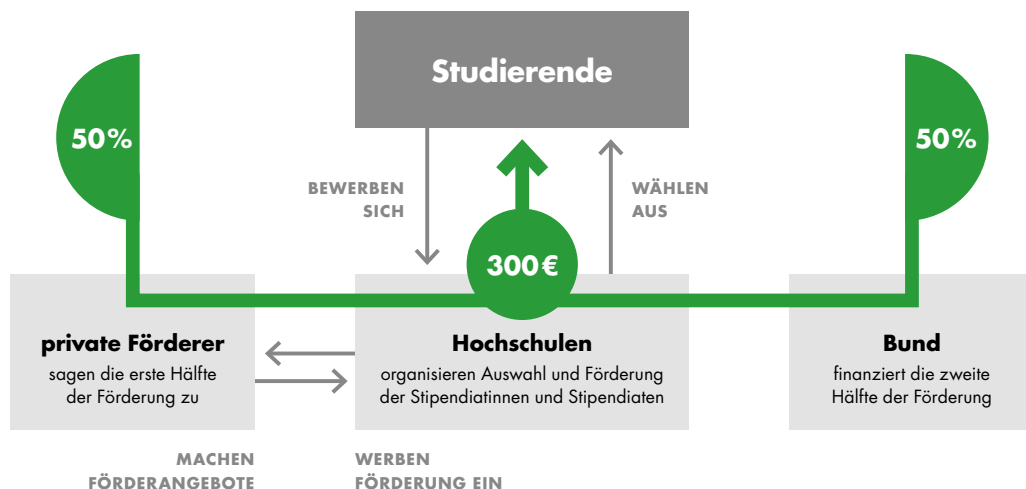 Studierende
50%
50%
BEWERBEN
SICH
WÄHLEN
AUS
300€
private Förderer
sagen die erste Hälfte
der Förderung zu
Hochschulen
organisieren Auswahl und Förderung
der Stipendiatinnen und Stipendiaten
Bund
finanziert die zweite
Hälfte der Förderung
MACHEN
FÖRDERANGEBOTE
WERBEN
FÖRDERUNG EIN